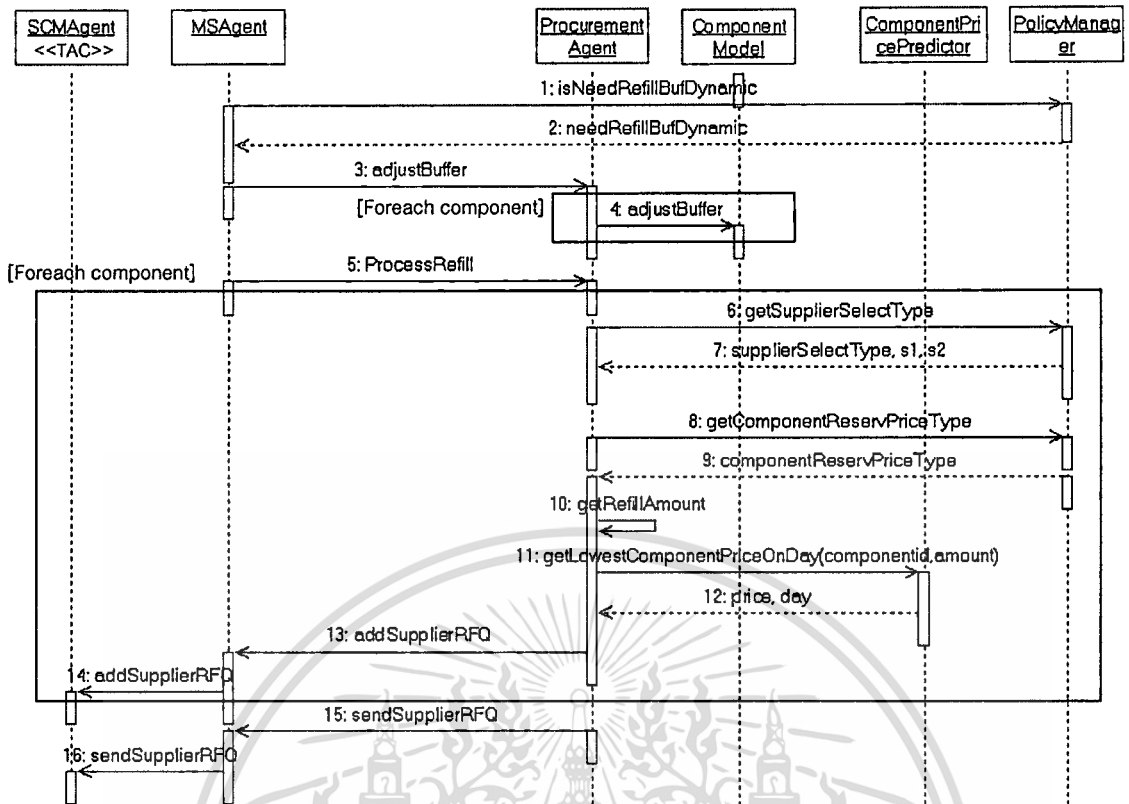 SCMAgent
<<TAC>>
MSAgent
Procurement
Agent
Component
Model
ComponentPri
cePredictor
PolicyManag
er
1: isNeedRefillBufDynamic
2: needRefillBufDynamic
3: adjustBuffer
[Foreach component]
4: adjustBuffer
5: ProcessRefill
[Foreach component]
6: getSupplierSelectType
7: supplierSelectType, s1, s2
8: getComponentReservPriceType
9: componentReservPriceType
10: getRefillAmount
11: getLowestComponentPriceOnDay(componentid,amount)
12: price, day
13: addSupplierRFQ
14: addSupplierRFQ
15: sendSupplierRFQ
16: sendSupplierRFQ